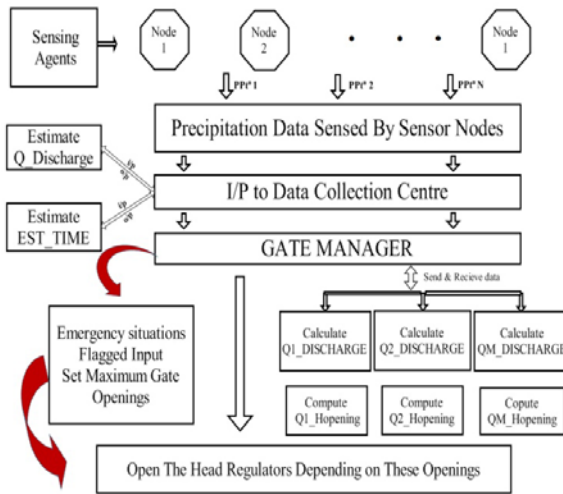 Sensing
Agents
Node
1
Node
2
. . .
Node
1
PPtⁿ 1
PPtⁿ 2
PPtⁿ N
Precipitation Data Sensed By Sensor Nodes
Estimate
Q_Discharge
i/p
o/p
I/P to Data Collection Centre
i/p
o/p
Estimate
EST_TIME
GATE MANAGER
Send & Recieve data
Emergency situations
Flagged Input
Set Maximum Gate
Openings
Calculate
Q1_DISCHARGE
Calculate
Q2_DISCHARGE
Calculate
QM_DISCHARGE
Compute
Q1_Hopening
Compute
Q2_Hopening
Copute
QM_Hopening
Open The Head Regulators Depending on These Openings